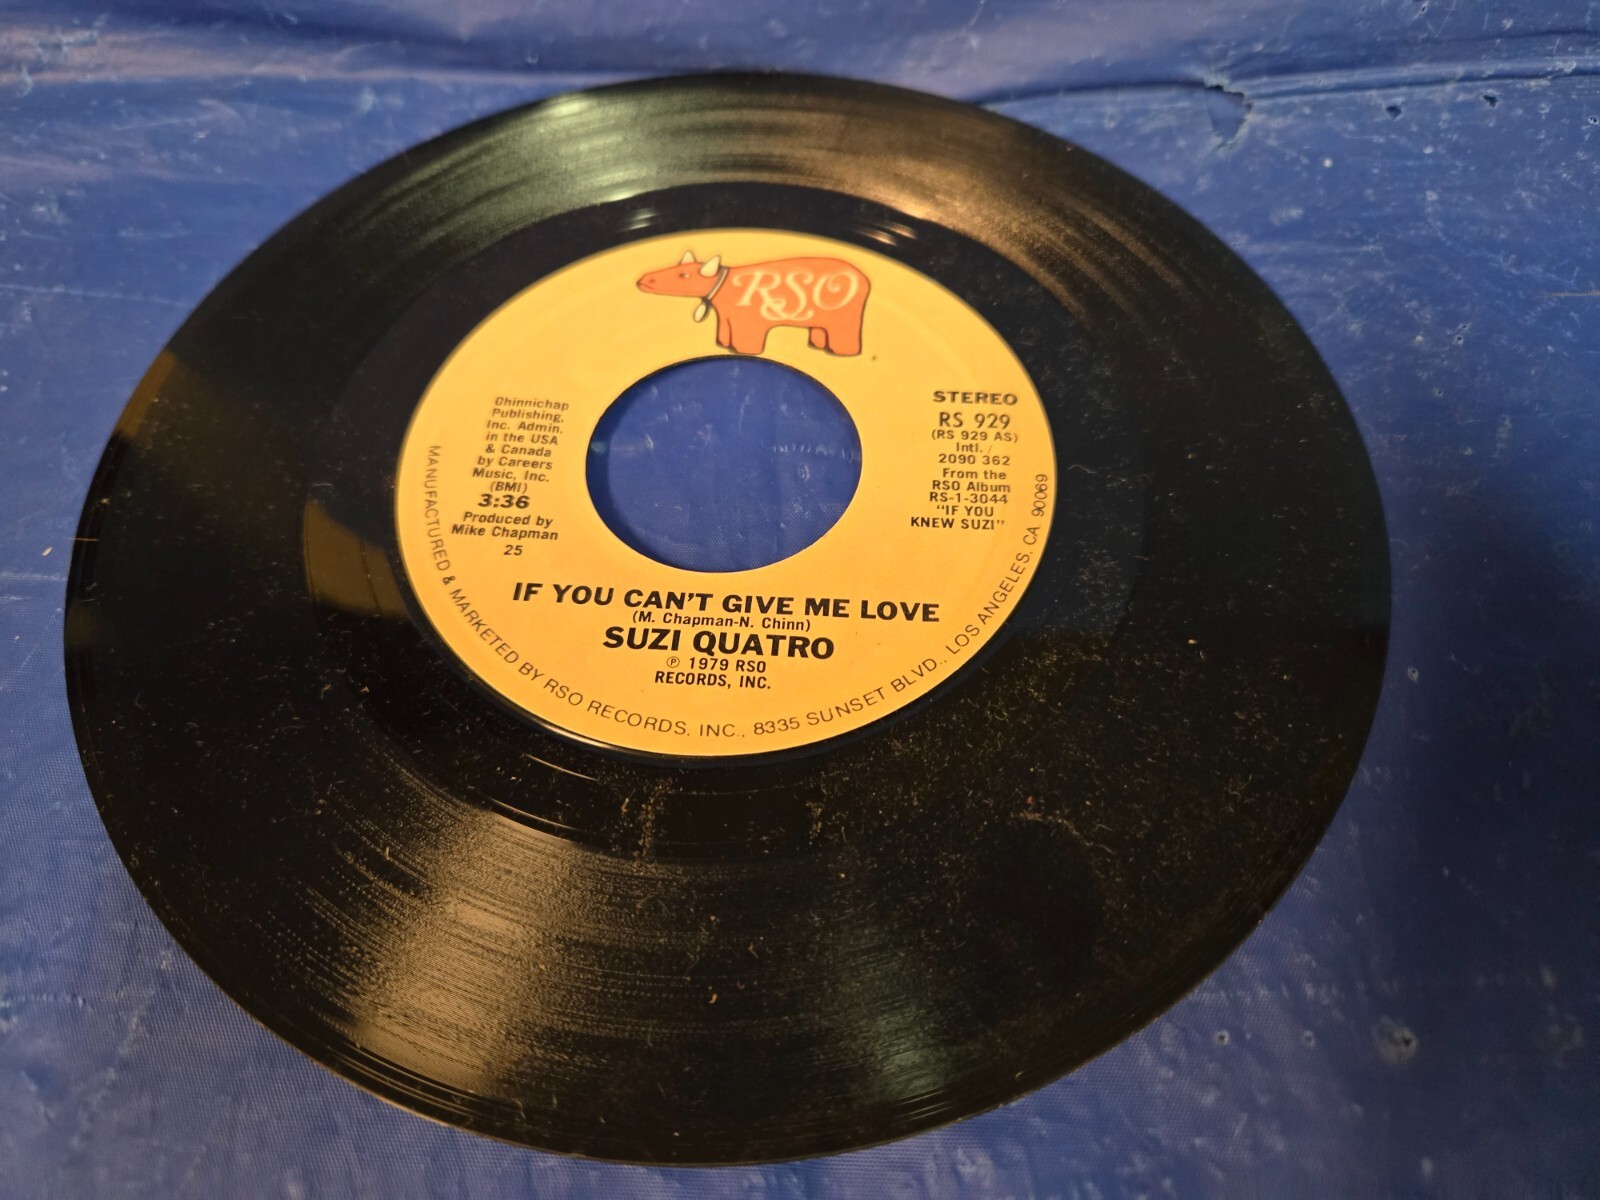 RSO
Chinnichap
Publishing,
Inc. Admin.
in the USA
& Canada
by Careers
Music, Inc.
(BMI)
3:36
Produced by
Mike Chapman
25
STEREO
RS 929
(RS 929 AS)
Intl.
2090 362
From the
RSO Album
RS-1-3044
"IF YOU
KNEW SUZI"
IF YOU CAN'T GIVE ME LOVE
(M. Chapman-N. Chinn)
SUZI QUATRO
℗ 1979 RSO
RECORDS, INC.
MANUFACTURED & MARKETED BY RSO RECORDS, INC., 8335 SUNSET BLVD., LOS ANGELES, CA 90069